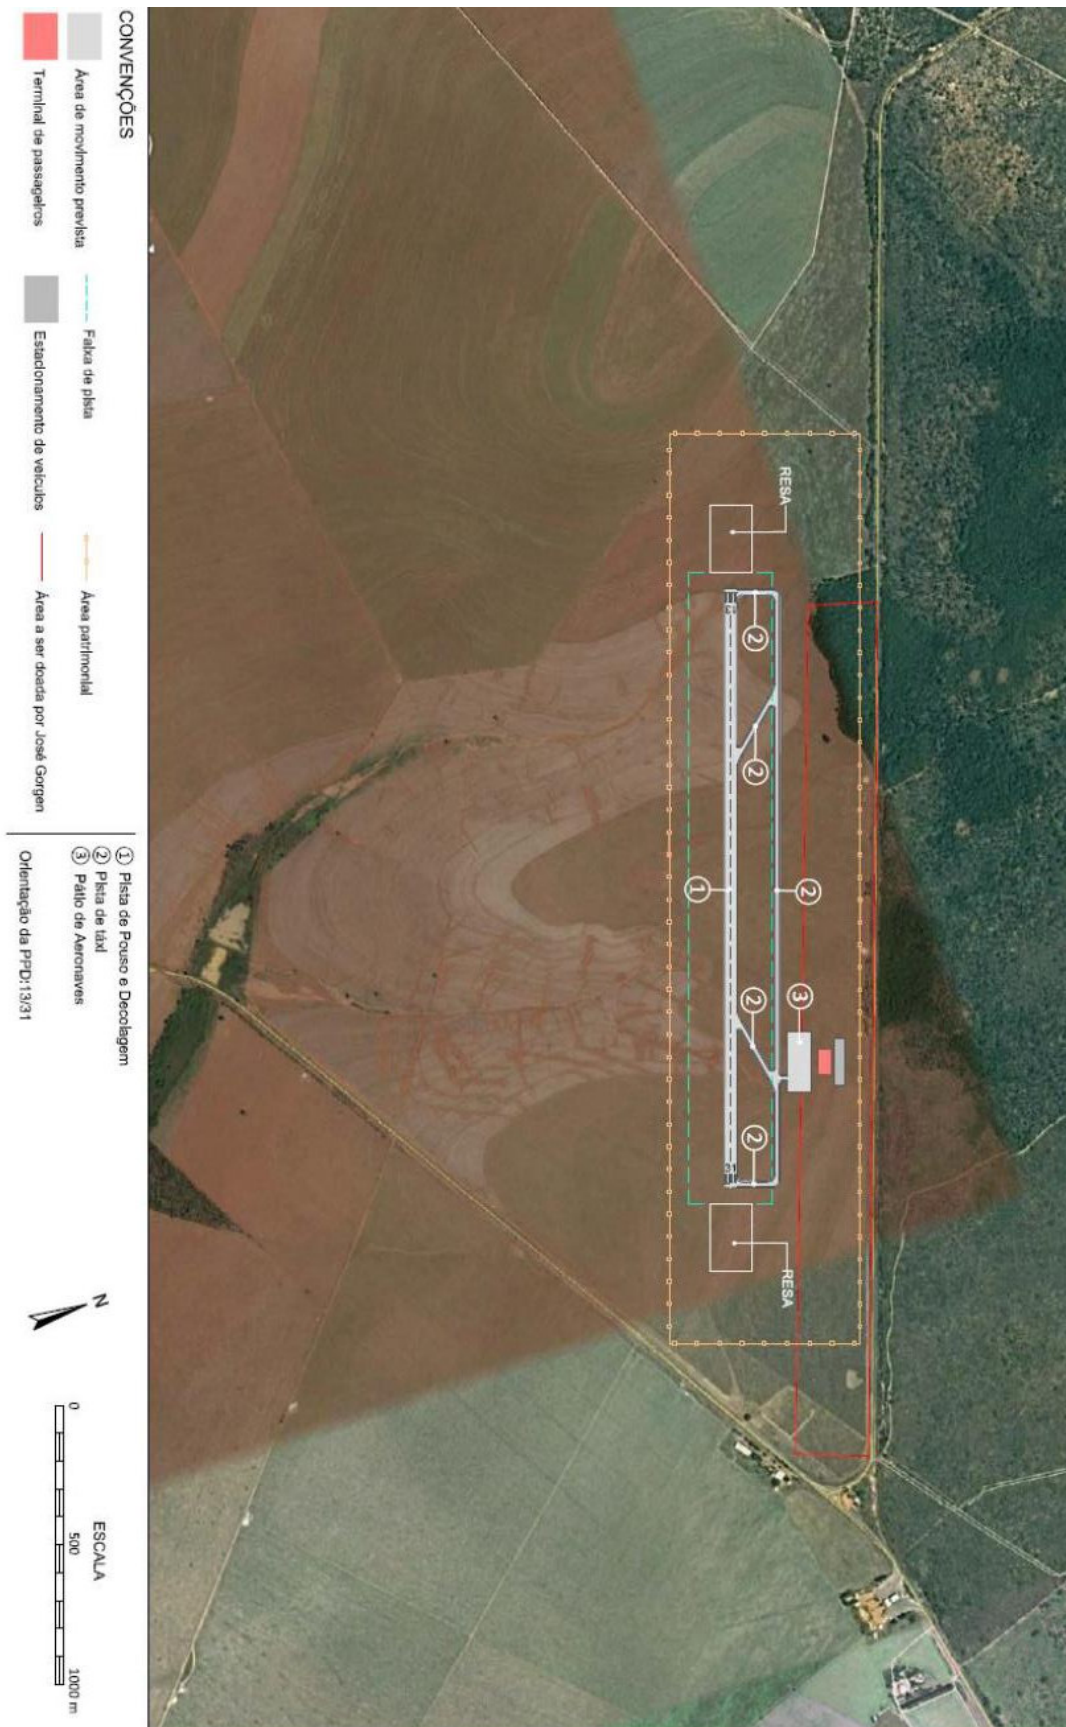 RESA
②
②
①
②
③
②
②
RESA
CONVENÇÕES
Área de movimento prevista
Terminal de passageiros
Faixa de pista
Estacionamento de veículos
Área patrimonial
Área a ser doada por José Gorgen
① Pista de Pouso e Decolagem
② Pista de táxi
③ Pátio de Aeronaves
Orientação da PPD:13/31
N
ESCALA
0 500 1000 m